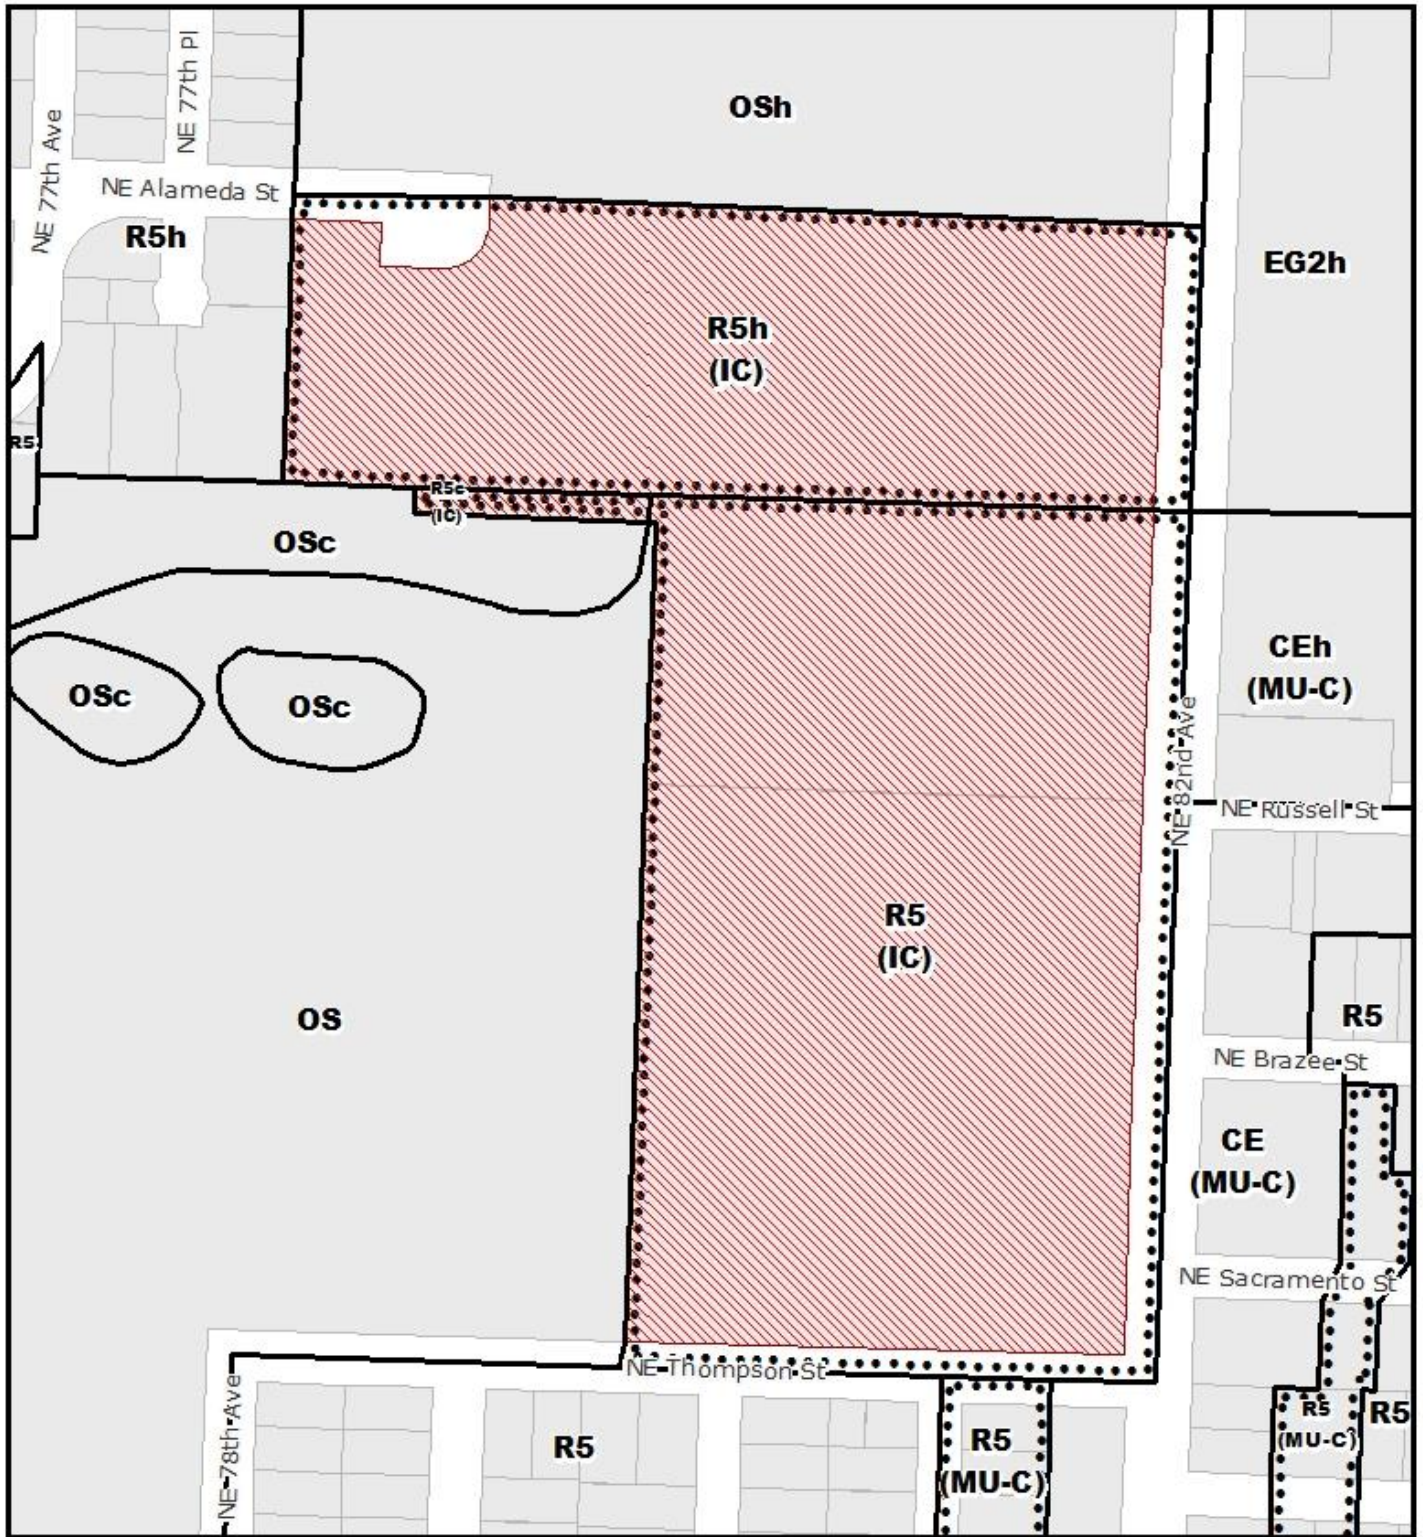 NE 77th Ave
NE 77th Pl
OSh
NE Alameda St
R5h
EG2h
R5h
(IC)
R5
R5c
(IC)
OSc
OSc
OSc
CEh
(MU-C)
NE 82nd Ave
NE Russell St
R5
(IC)
OS
R5
NE Brazee St
CE
(MU-C)
NE Sacramento St
NE Thompson St
NE 78th Ave
R5
R5
(MU-C)
R5
(MU-C)
R5